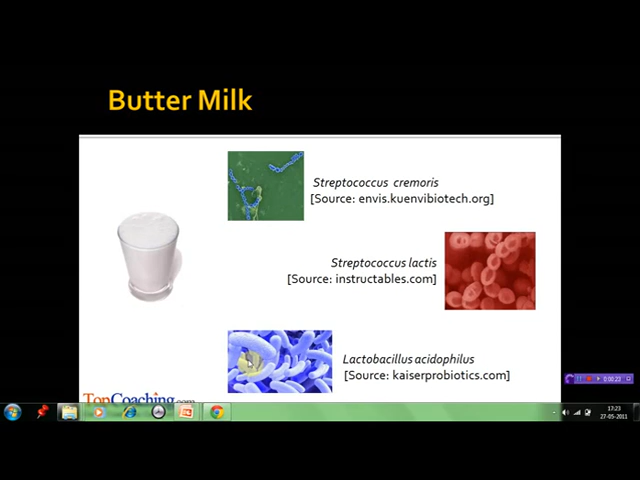 Butter Milk
Streptococcus cremoris
[Source: envis.kuenvibiotech.org]
Streptococcus lactis
[Source: instructables.com]
Lactobacillus acidophilus
[Source: kaiserprobiotics.com]
TopCoaching.com
0:00:23
17:23
27-05-2011